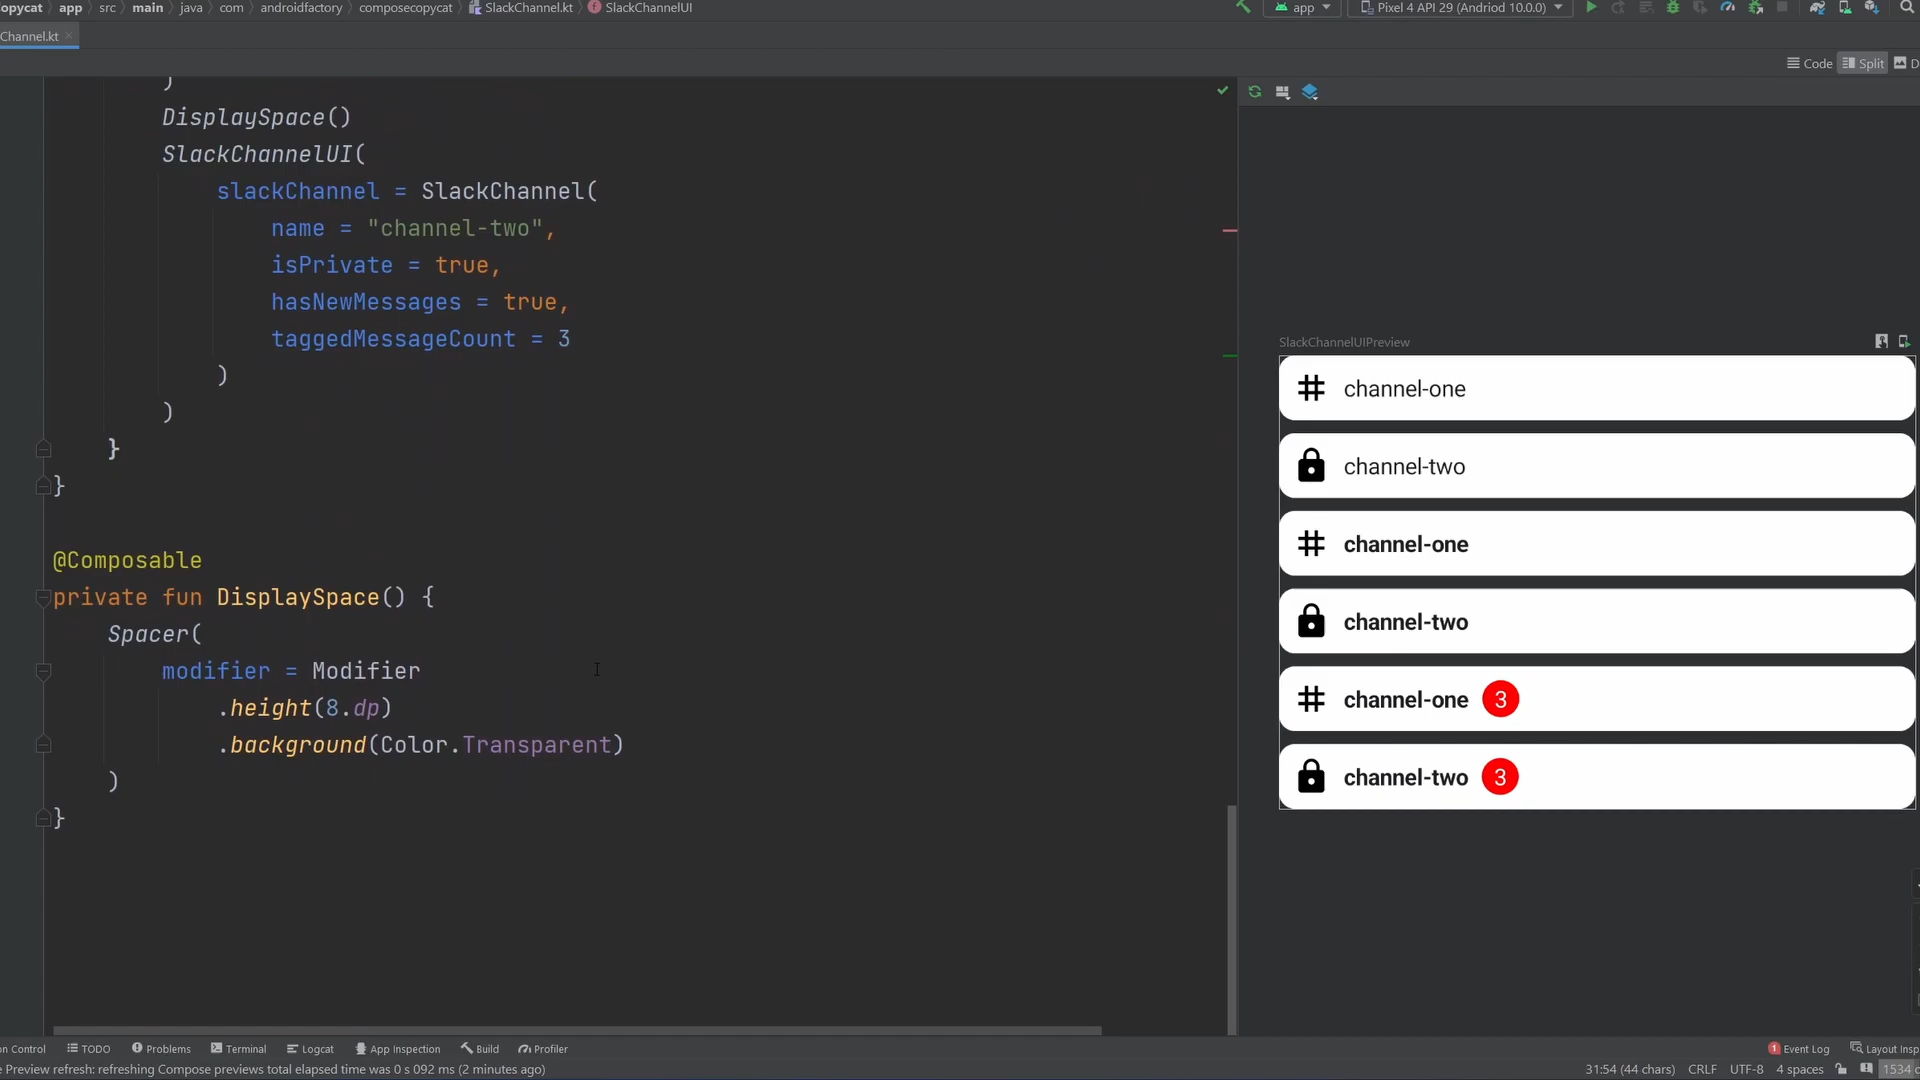 opycat › app › src › main › java › com › androidfactory › composecopycat › SlackChannel.kt › SlackChannelUI
app
Pixel 4 API 29 (Andriod 10.0.0)
Channel.kt
Code
Split
D
)
DisplaySpace()
SlackChannelUI(
slackChannel = SlackChannel(
name = "channel-two",
isPrivate = true,
hasNewMessages = true,
taggedMessageCount = 3
)
)
}
}
@Composable
private fun DisplaySpace() {
Spacer(
modifier = Modifier
.height(8.dp)
.background(Color.Transparent)
)
}
SlackChannelUIPreview
channel-one
channel-two
channel-one
channel-two
channel-one 3
channel-two 3
on Control
TODO
Problems
Terminal
Logcat
App Inspection
Build
Profiler
1 Event Log
Layout Insp
e Preview refresh: refreshing Compose previews total elapsed time was 0 s 092 ms (2 minutes ago)
31:54 (44 chars)
CRLF
UTF-8
4 spaces
1534